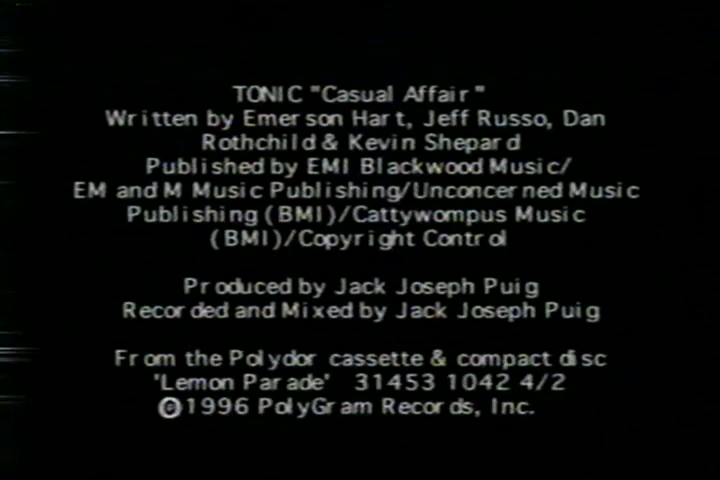 TONIC "Casual Affair"
Written by Emerson Hart, Jeff Russo, Dan
Rothchild & Kevin Shepard
Published by EMI Blackwood Music/
EM and M Music Publishing/Unconcerned Music
Publishing (BMI)/Cattywompus Music
(BMI)/Copyright Control
Produced by Jack Joseph Puig
Recorded and Mixed by Jack Joseph Puig
From the Polydor cassette & compact disc
'Lemon Parade' 31453 1042 4/2
©1996 PolyGram Records, Inc.